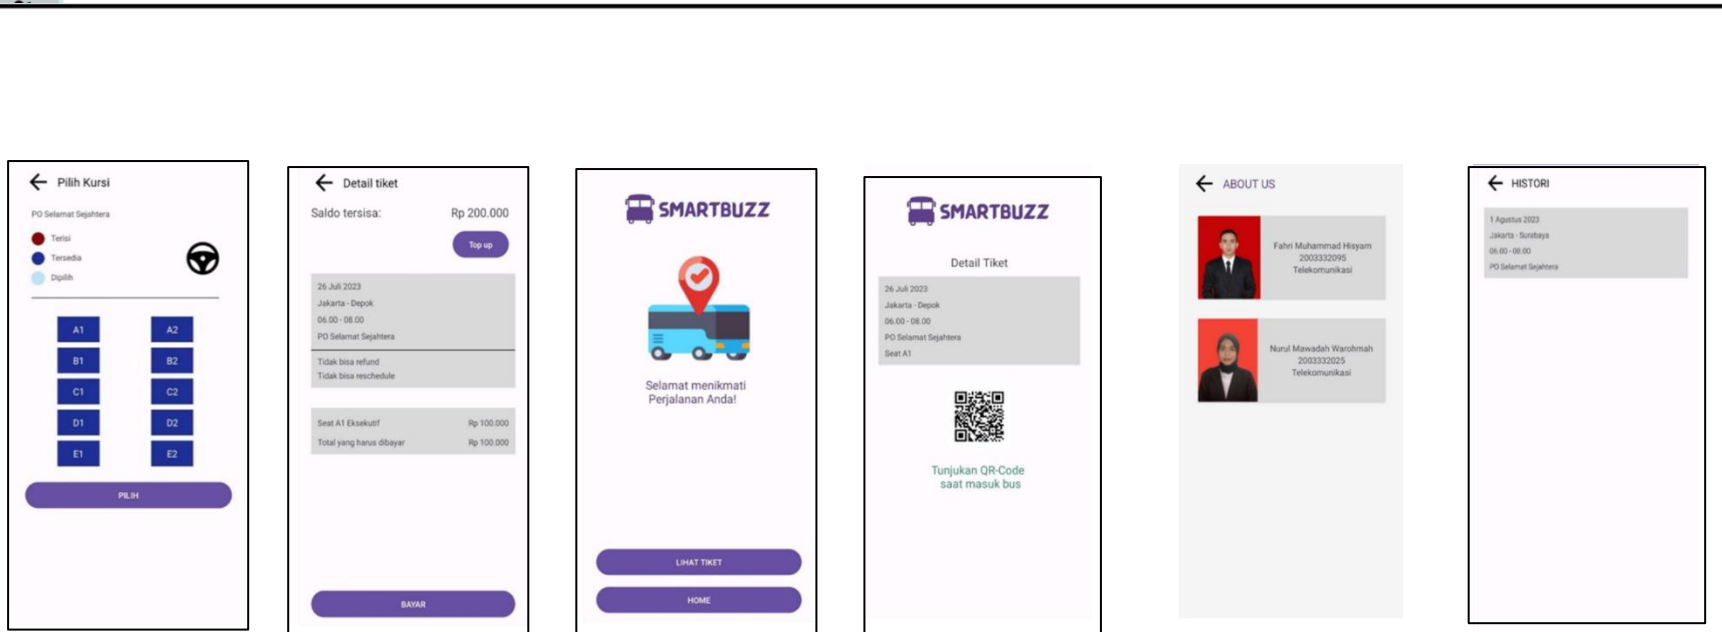 Pilih Kursi
PO Selamat Sejahtera
Terisi
Tersedia
Dipilih
A1 A2
B1 B2
C1 C2
D1 D2
E1 E2
PILIH
Detail tiket
Saldo tersisa: Rp 200.000
Top up
26 Juli 2023
Jakarta - Depok
06.00 - 08.00
PO Selamat Sejahtera
Tidak bisa refund
Tidak bisa reschedule
Seat A1 Eksekutif Rp 100.000
Total yang harus dibayar Rp 100.000
BAYAR
SMARTBUZZ
Selamat menikmati
Perjalanan Anda!
LIHAT TIKET
HOME
SMARTBUZZ
Detail Tiket
26 Juli 2023
Jakarta - Depok
06.00 - 08.00
PO Selamat Sejahtera
Seat A1
Tunjukan QR-Code
saat masuk bus
ABOUT US
Fahri Muhammad Hisyam
2003332095
Telekomunikasi
Nurul Mawadah Warohmah
2003332025
Telekomunikasi
HISTORI
1 Agustus 2023
Jakarta - Surabaya
06.00 - 08.00
PO Selamat Sejahtera